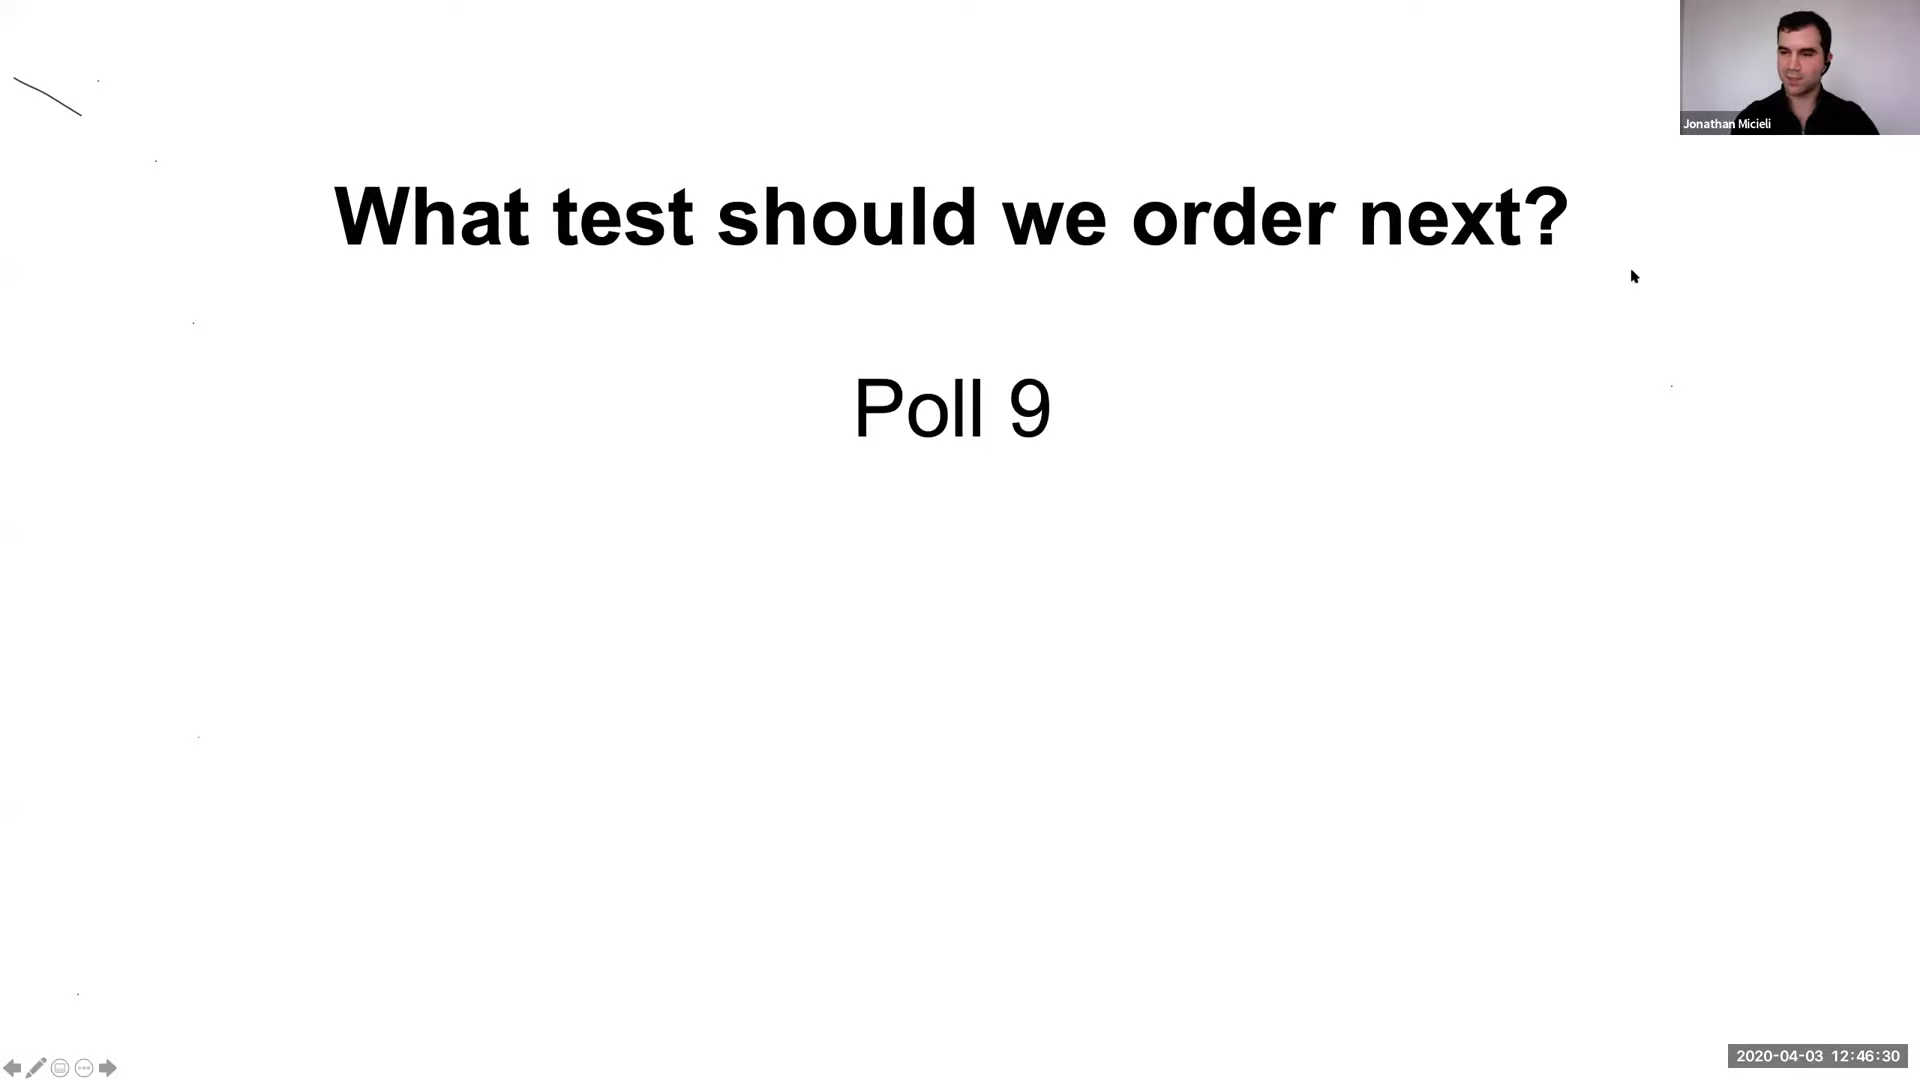 Jonathan Micieli
What test should we order next?
Poll 9
2020-04-03 12:46:30